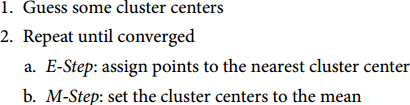 1. Guess some cluster centers
2. Repeat until converged
a. E-Step: assign points to the nearest cluster center
b. M-Step: set the cluster centers to the mean